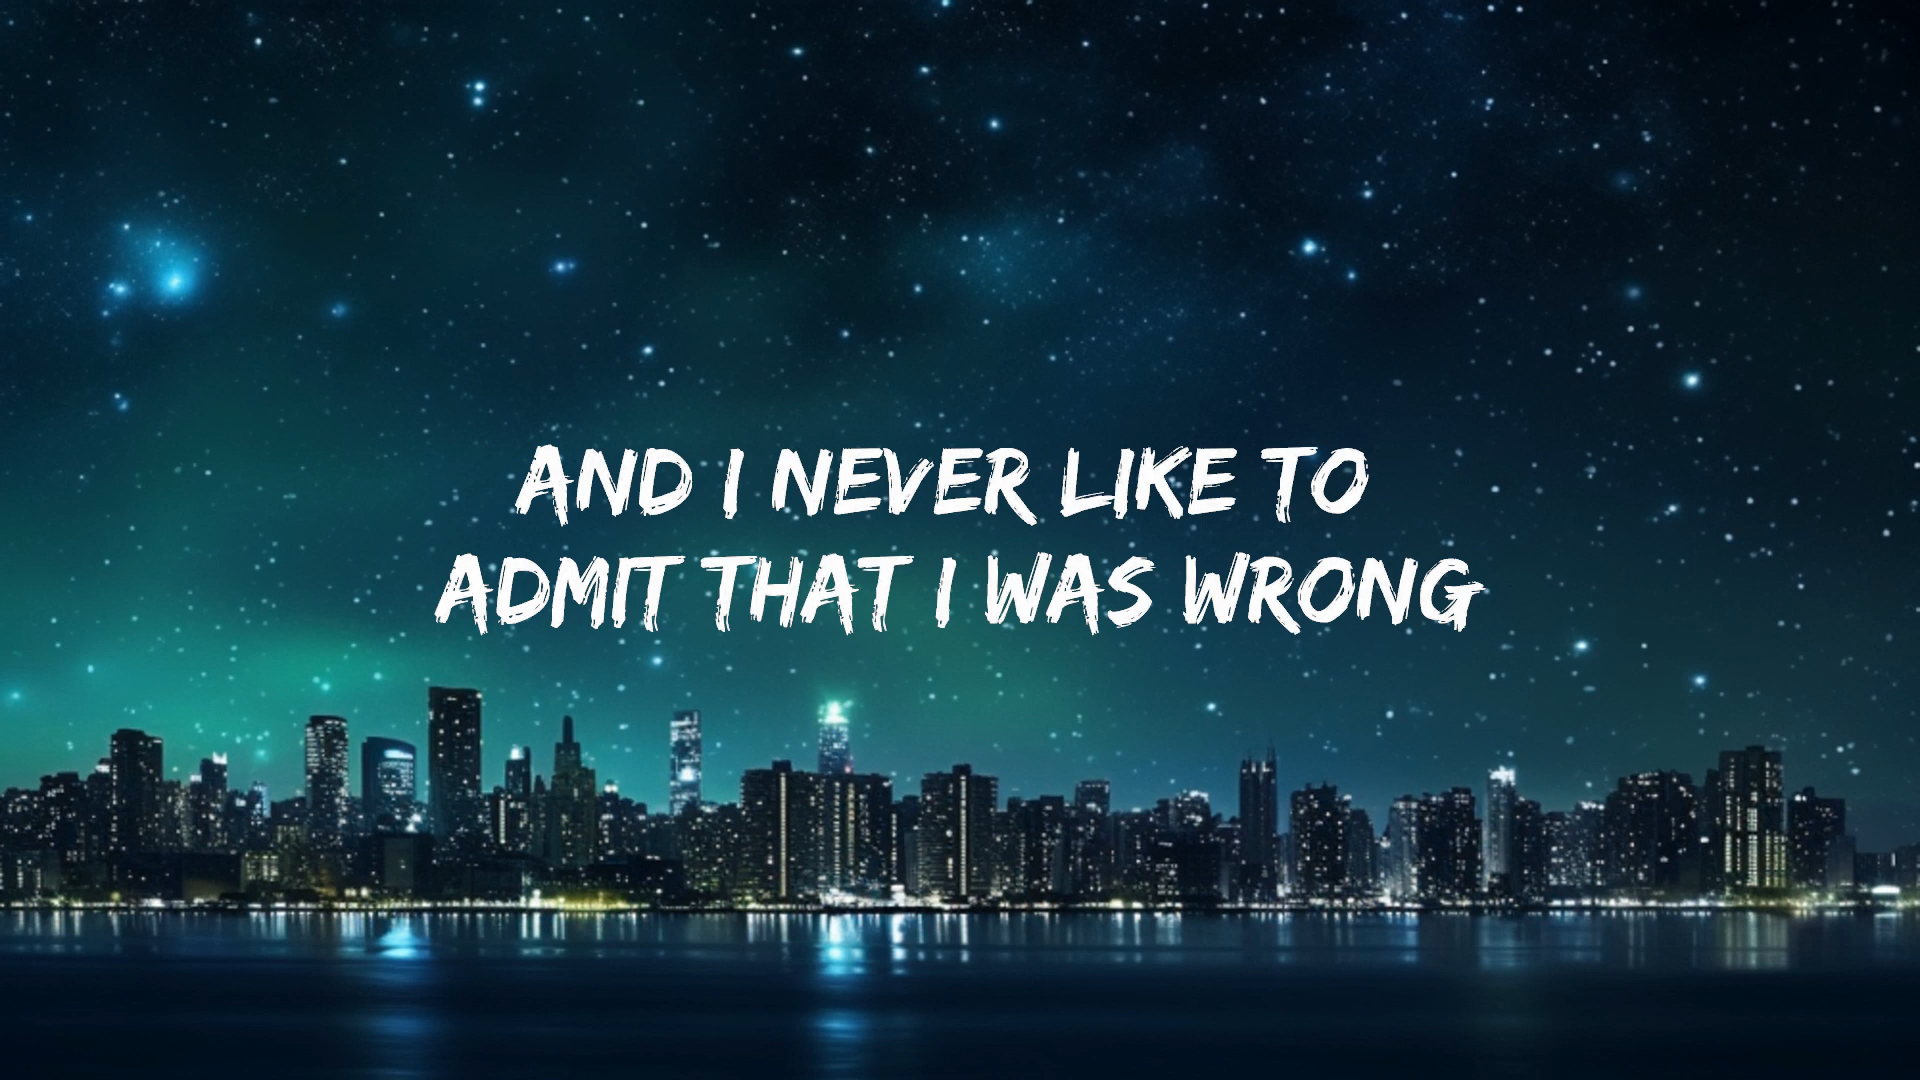 AND I NEVER LIKE TO
ADMIT THAT I WAS WRONG